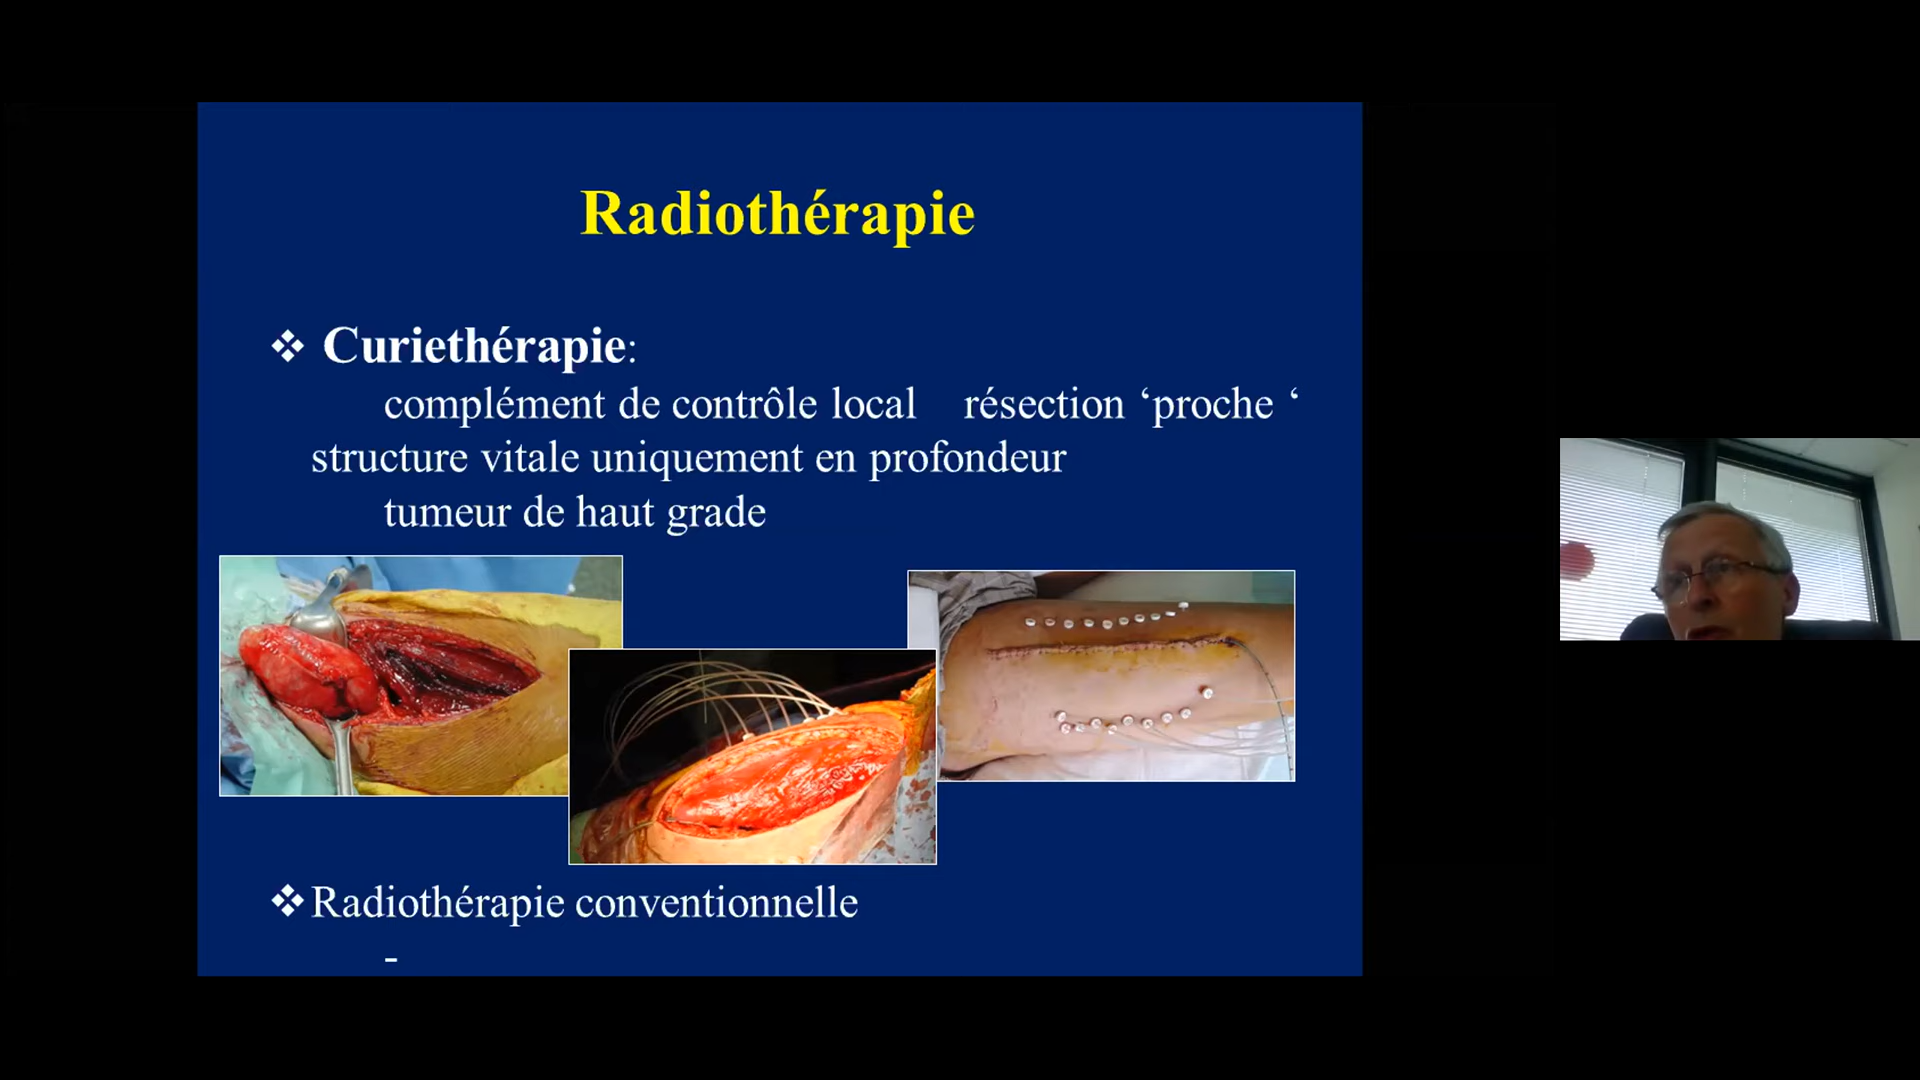 Radiothérapie
❖ Curiethérapie:
complément de contrôle local résection ‘proche ‘
structure vitale uniquement en profondeur
tumeur de haut grade
❖Radiothérapie conventionnelle
-